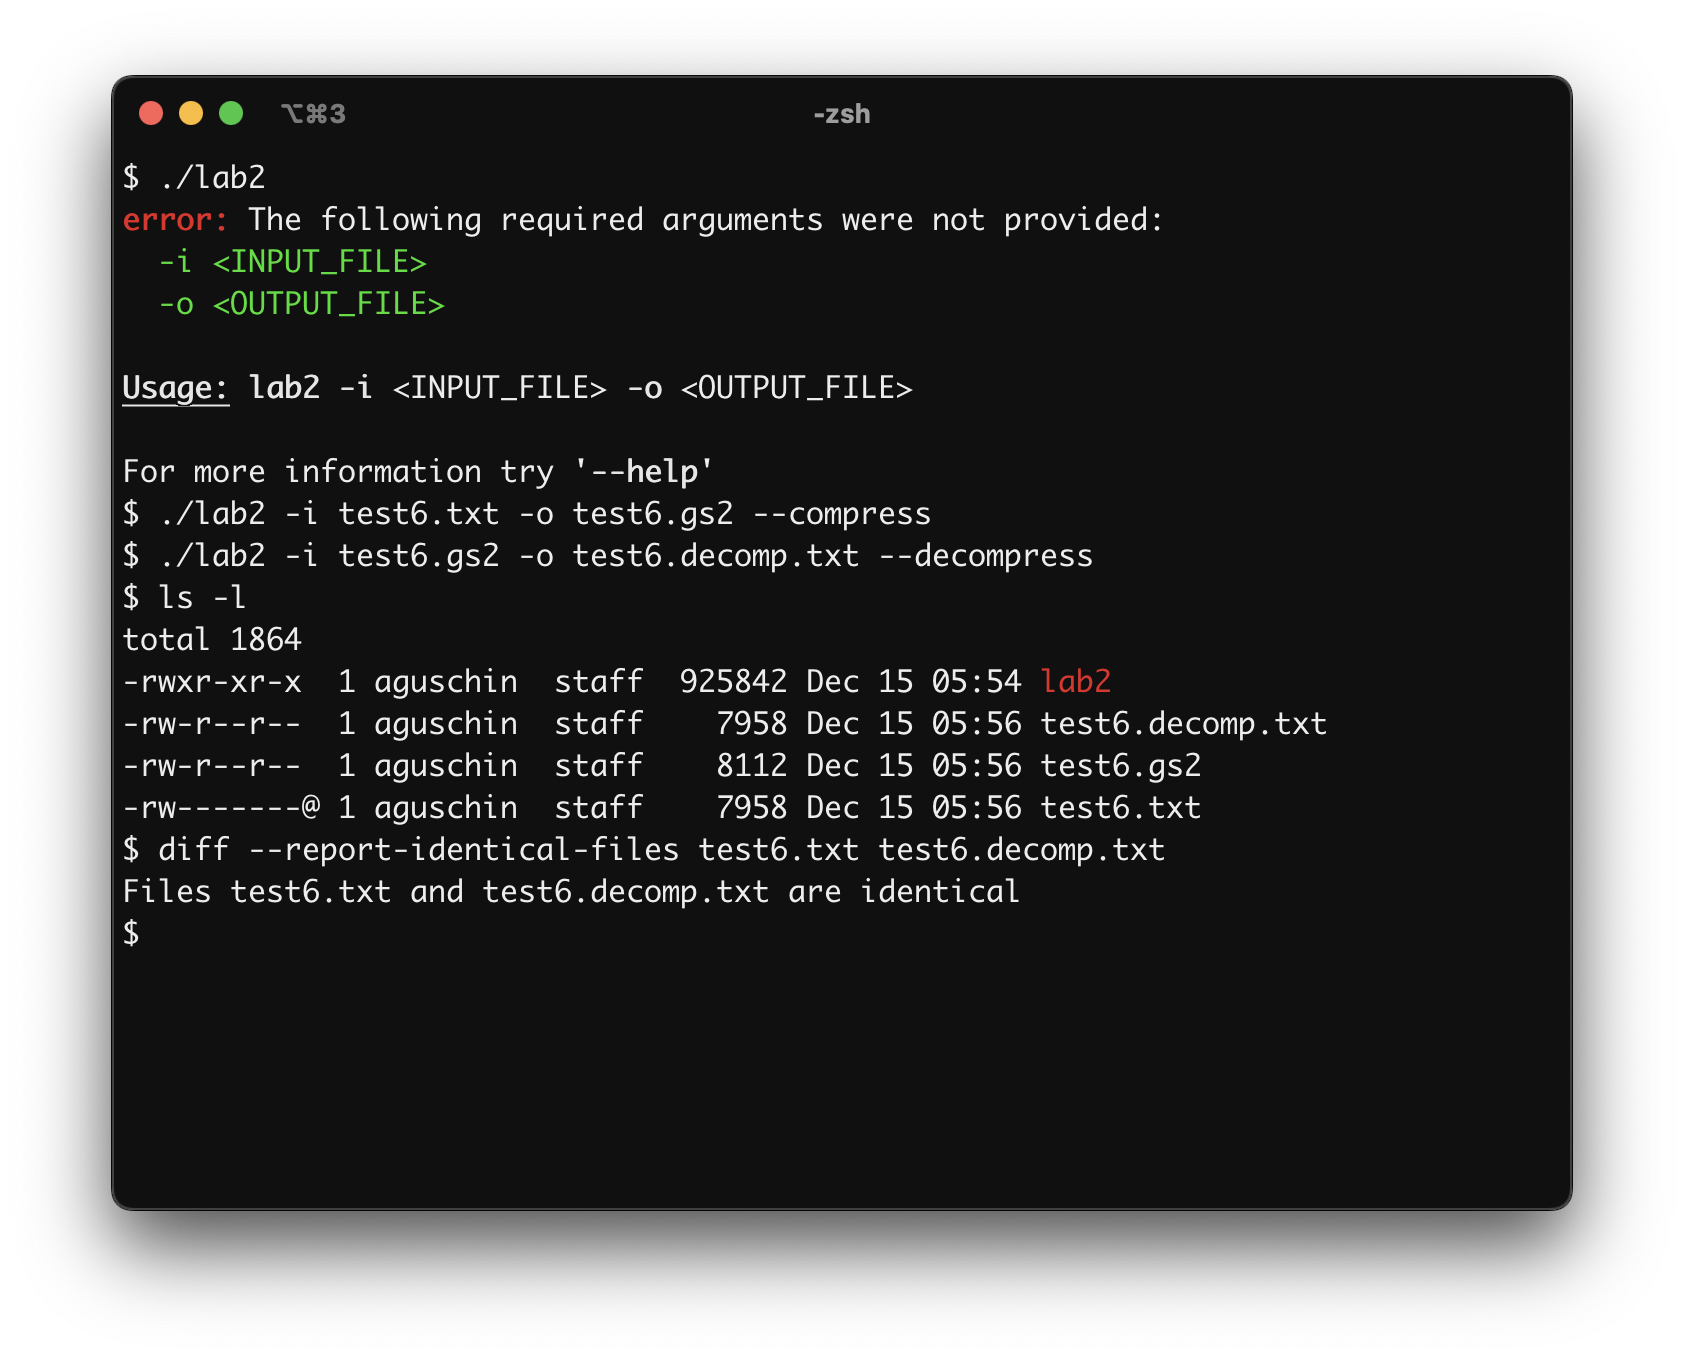 ⌥⌘3 -zsh
$ ./lab2
error: The following required arguments were not provided:
  -i <INPUT_FILE>
  -o <OUTPUT_FILE>

Usage: lab2 -i <INPUT_FILE> -o <OUTPUT_FILE>

For more information try '--help'
$ ./lab2 -i test6.txt -o test6.gs2 --compress
$ ./lab2 -i test6.gs2 -o test6.decomp.txt --decompress
$ ls -l
total 1864
-rwxr-xr-x  1 aguschin  staff  925842 Dec 15 05:54 lab2
-rw-r--r--  1 aguschin  staff    7958 Dec 15 05:56 test6.decomp.txt
-rw-r--r--  1 aguschin  staff    8112 Dec 15 05:56 test6.gs2
-rw-------@ 1 aguschin  staff    7958 Dec 15 05:56 test6.txt
$ diff --report-identical-files test6.txt test6.decomp.txt
Files test6.txt and test6.decomp.txt are identical
$